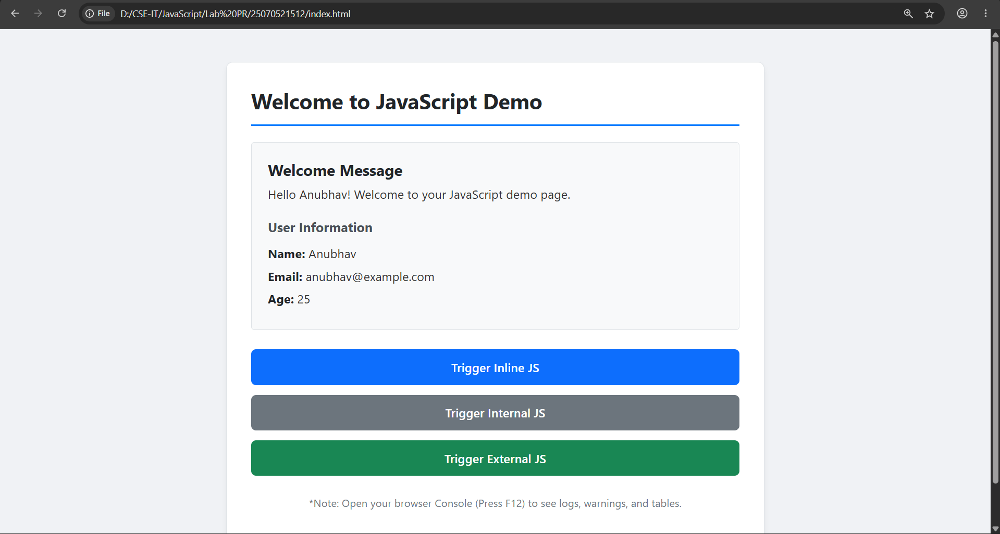 File D:/CSE-IT/JavaScript/Lab%20PR/25070521512/index.html
Welcome to JavaScript Demo
Welcome Message
Hello Anubhav! Welcome to your JavaScript demo page.
User Information
Name: Anubhav
Email: anubhav@example.com
Age: 25
Trigger Inline JS
Trigger Internal JS
Trigger External JS
*Note: Open your browser Console (Press F12) to see logs, warnings, and tables.